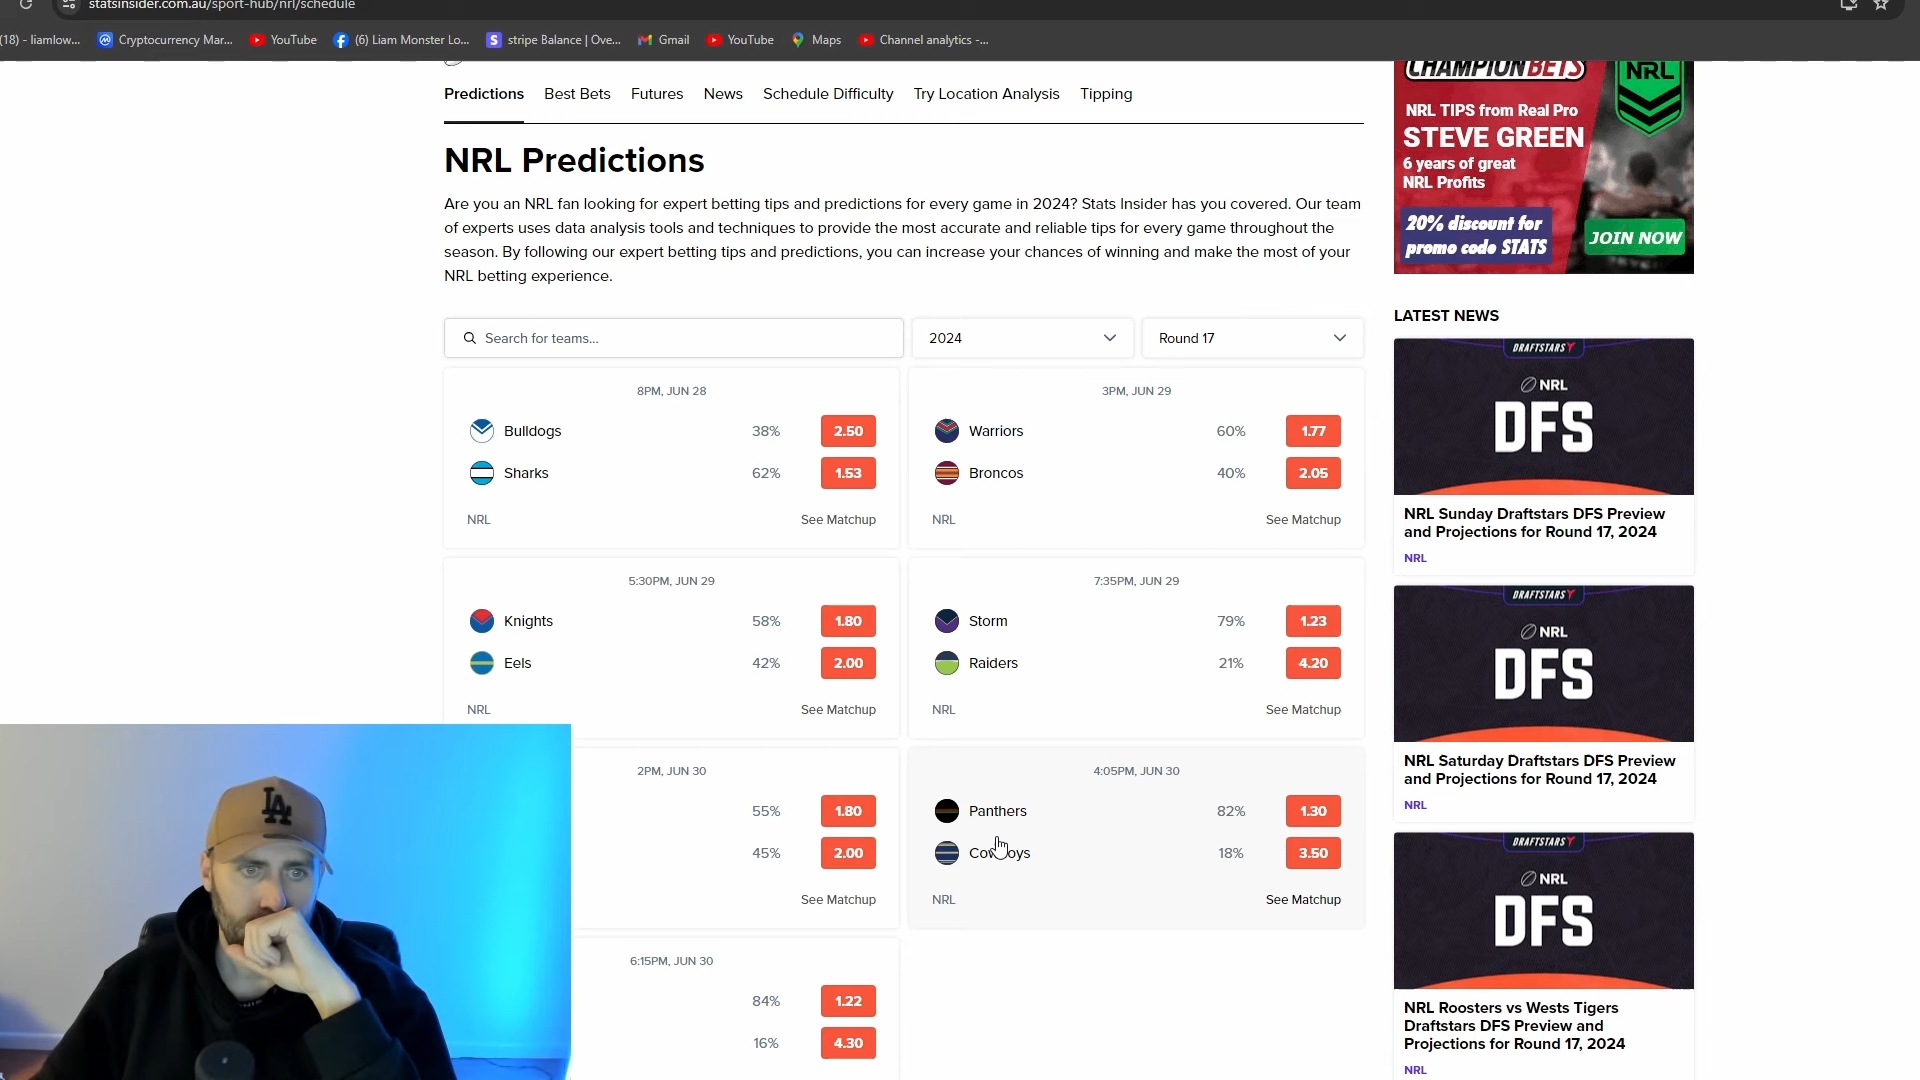 statsinsider.com.au/sport-hub/nrl/schedule
(18) - liamlow...
Cryptocurrency Mar...
YouTube
(6) Liam Monster Lo...
stripe Balance | Ove...
Gmail
YouTube
Maps
Channel analytics -...
Predictions
Best Bets
Futures
News
Schedule Difficulty
Try Location Analysis
Tipping
NRL Predictions
Are you an NRL fan looking for expert betting tips and predictions for every game in 2024? Stats Insider has you covered. Our team
of experts uses data analysis tools and techniques to provide the most accurate and reliable tips for every game throughout the
season. By following our expert betting tips and predictions, you can increase your chances of winning and make the most of your
NRL betting experience.
Search for teams...
2024
Round 17
8PM, JUN 28
Bulldogs 38% 2.50
Sharks 62% 1.53
NRL See Matchup
3PM, JUN 29
Warriors 60% 1.77
Broncos 40% 2.05
NRL See Matchup
5:30PM, JUN 29
Knights 58% 1.80
Eels 42% 2.00
NRL See Matchup
7:35PM, JUN 29
Storm 79% 1.23
Raiders 21% 4.20
NRL See Matchup
2PM, JUN 30
55% 1.80
45% 2.00
See Matchup
4:05PM, JUN 30
Panthers 82% 1.30
Cowboys 18% 3.50
NRL See Matchup
6:15PM, JUN 30
84% 1.22
16% 4.30
LA
CHAMPIONBETS
NRL
NRL TIPS from Real Pro
STEVE GREEN
6 years of great
NRL Profits
20% discount for
promo code STATS
JOIN NOW
LATEST NEWS
DRAFTSTARS
NRL
DFS
NRL Sunday Draftstars DFS Preview
and Projections for Round 17, 2024
NRL
DRAFTSTARS
NRL
DFS
NRL Saturday Draftstars DFS Preview
and Projections for Round 17, 2024
NRL
DRAFTSTARS
NRL
DFS
NRL Roosters vs Wests Tigers
Draftstars DFS Preview and
Projections for Round 17, 2024
NRL